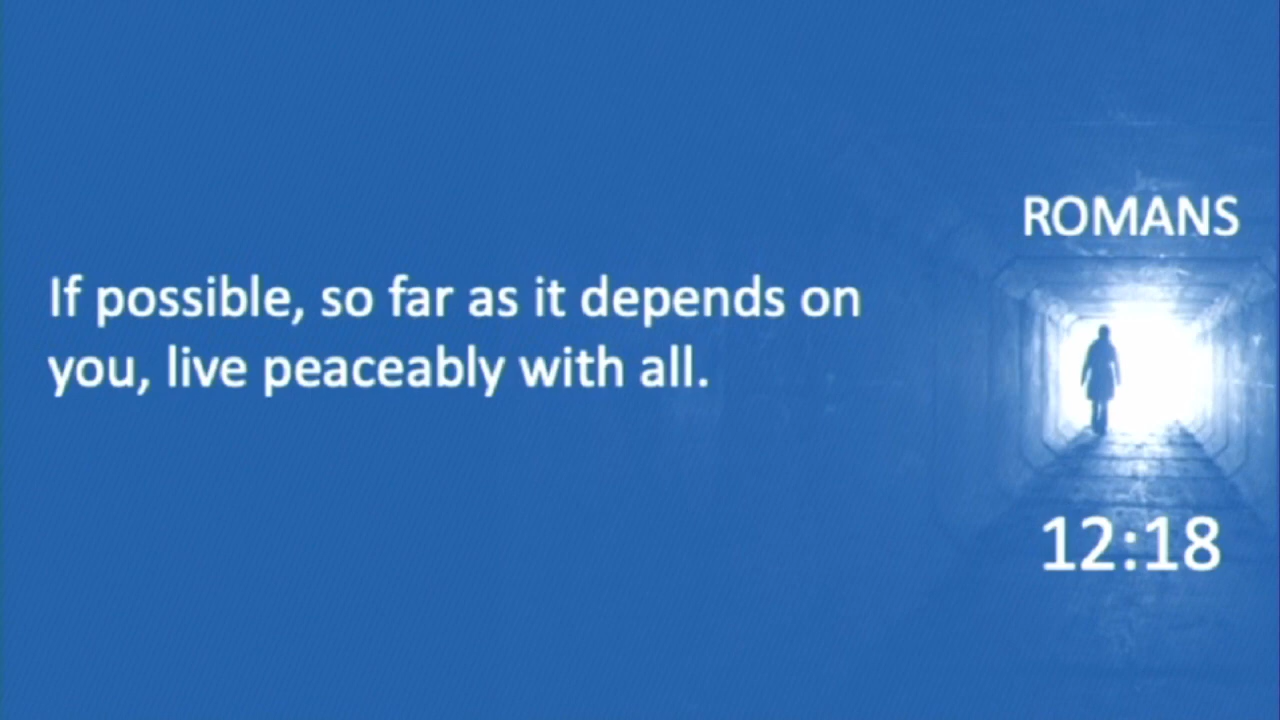 If possible, so far as it depends on
you, live peaceably with all.
ROMANS
12:18